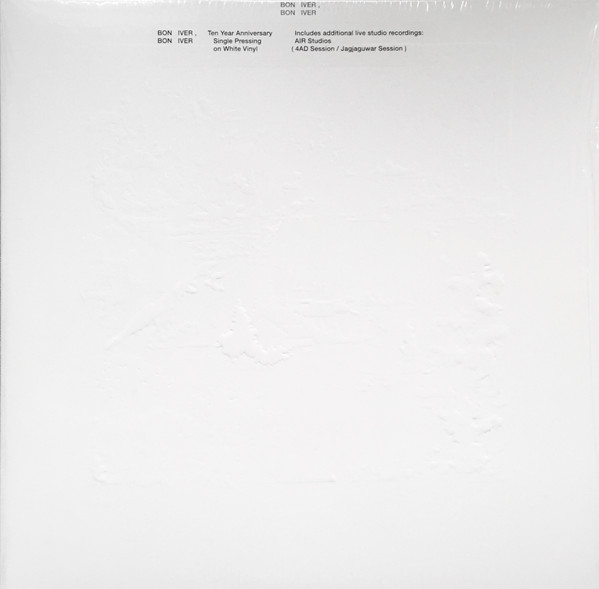 BON IVER ,
BON IVER
BON IVER , Ten Year Anniversary Includes additional live studio recordings:
BON IVER Single Pressing AIR Studios
on White Vinyl ( 4AD Session / Jagjaguwar Session )